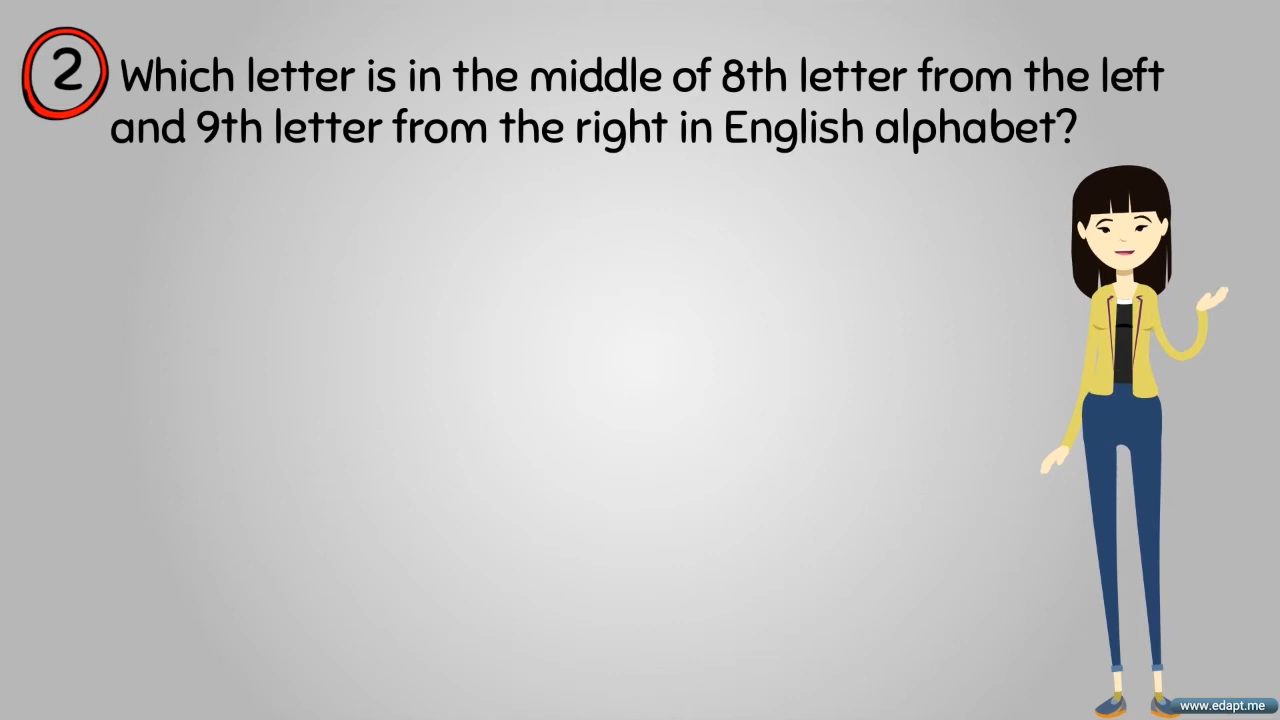 2 Which letter is in the middle of 8th letter from the left
and 9th letter from the right in English alphabet?
www.edapt.me